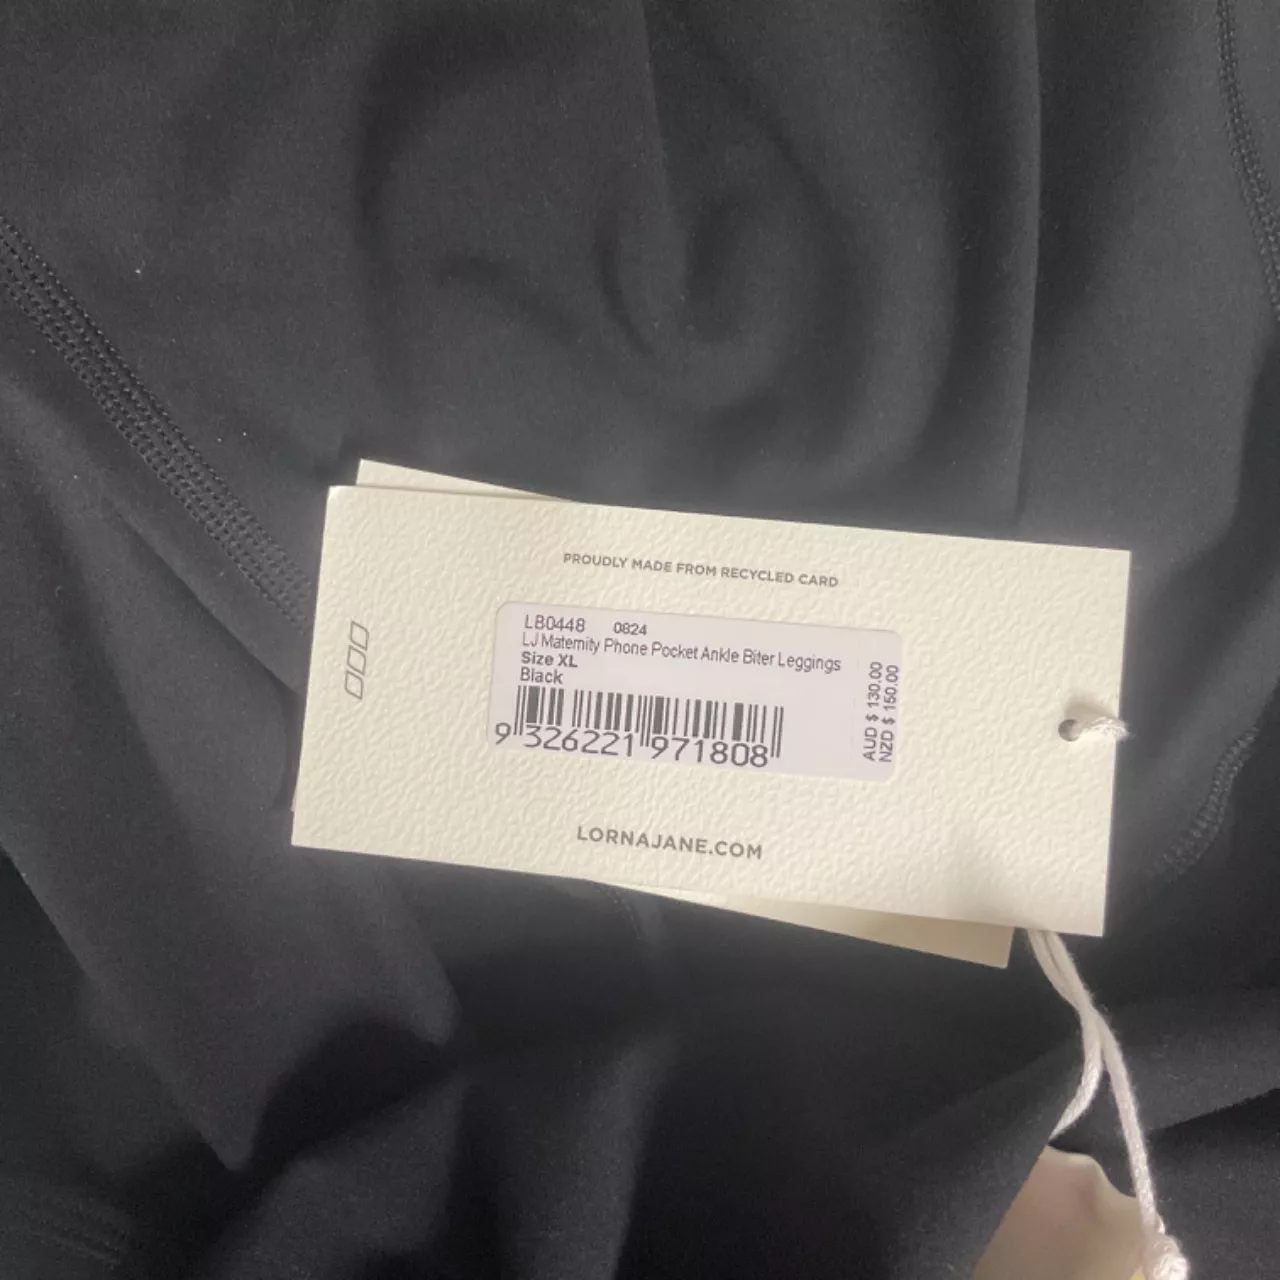 PROUDLY MADE FROM RECYCLED CARD
LB0448 0824
LJ Maternity Phone Pocket Ankle Biter Leggings
Size XL
Black
9 326221 971808
AUD $ 130.00
NZD $ 150.00
LORNAJANE.COM